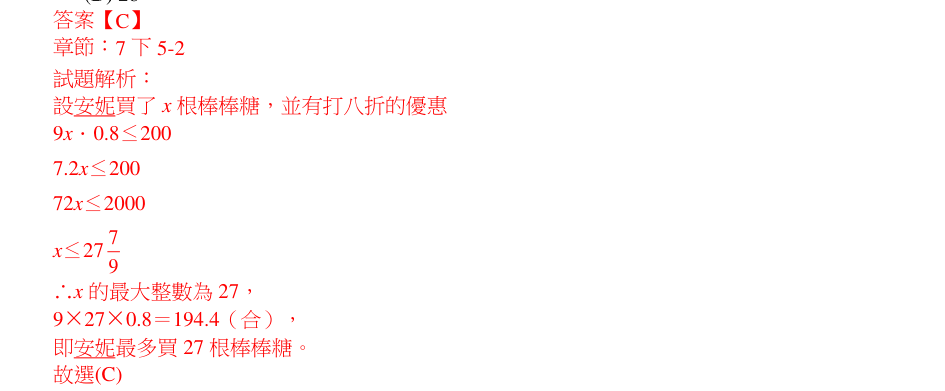 答案【C】
章節：7 下 5-2
試題解析：
設安妮買了 x 根棒棒糖，並有打八折的優惠
9x．0.8≦200
7.2x≦200
72x≦2000
x≦27 7/9
∴x 的最大整數為 27，
9×27×0.8＝194.4（合），
即安妮最多買 27 根棒棒糖。
故選(C)